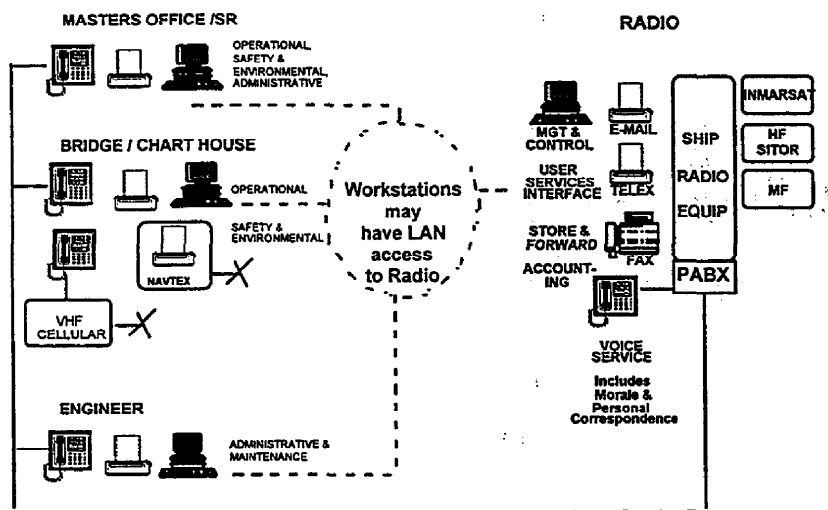 MASTERS OFFICE /SR
OPERATIONAL,
SAFETY &
ENVIRONMENTAL,
ADMINISTRATIVE
BRIDGE / CHART HOUSE
OPERATIONAL
SAFETY &
ENVIRONMENTAL
NAVTEX
VHF
CELLULAR
ENGINEER
ADMINISTRATIVE &
MAINTENANCE
Workstations
may
have LAN
access
to Radio
RADIO
MGT &
CONTROL
E-MAIL
USER
SERVICES
INTERFACE
TELEX
STORE &
FORWARD
FAX
ACCOUNT-
ING
VOICE
SERVICE
Includes
Morale &
Personal
Correspondence
SHIP
RADIO
EQUIP
PABX
INMARSAT
HF
SITOR
MF